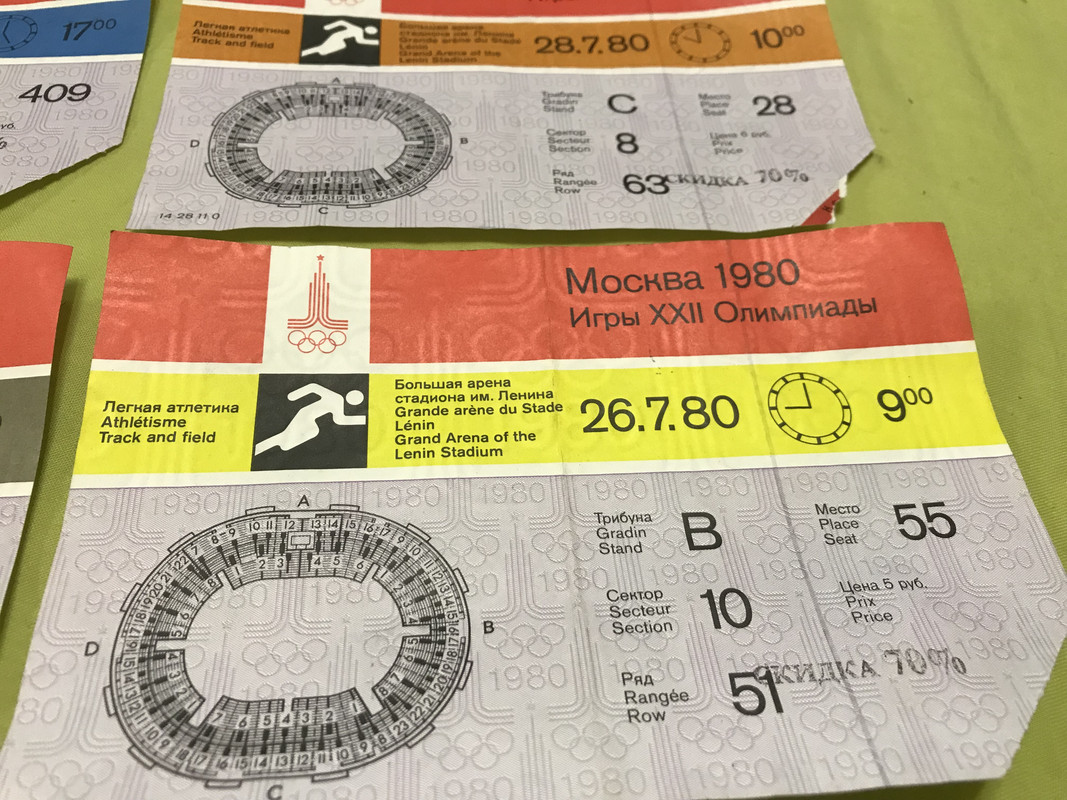 17⁰⁰
409
Легкая атлетика
Athlétisme
Track and field
Большая арена
стадиона им. Ленина
Grande arène du Stade
Lénin
Grand Arena of the
Lenin Stadium
28.7.80
10⁰⁰
A
B
C
D
Трибуна
Gradin
Stand
C
Место
Place
Seat
28
Сектор
Secteur
Section
8
Цена 6 руб.
Prix
Price
Ряд
Rangée
Row
63
СКИДКА 70%
14 28 11 0
Москва 1980
Игры XXII Олимпиады
Легкая атлетика
Athlétisme
Track and field
Большая арена
стадиона им. Ленина
Grande arène du Stade
Lénin
Grand Arena of the
Lenin Stadium
26.7.80
9⁰⁰
A
B
C
D
Трибуна
Gradin
Stand
B
Место
Place
Seat
55
Сектор
Secteur
Section
10
Цена 5 руб.
Prix
Price
Ряд
Rangée
Row
51
СКИДКА 70%
1980